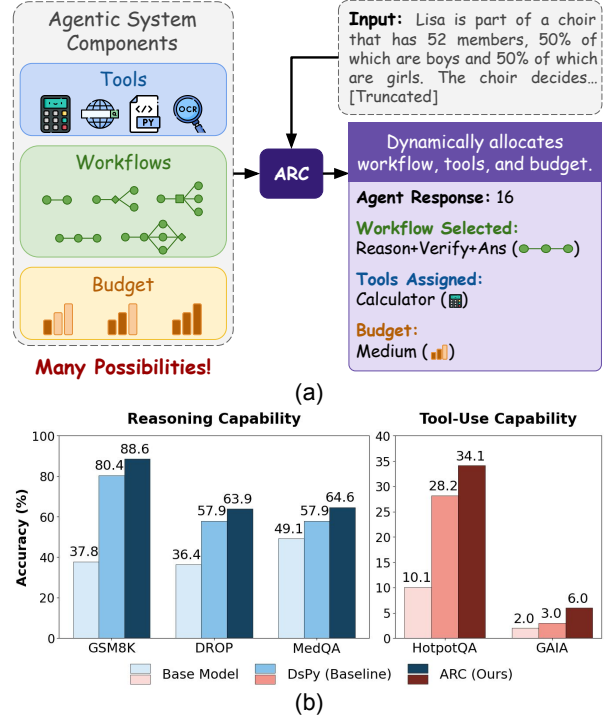 Agentic System
Components
Tools
PY
OCR
Workflows
Budget
Many Possibilities!
ARC
Input: Lisa is part of a choir
that has 52 members, 50% of
which are boys and 50% of which
are girls. The choir decides...
[Truncated]
Dynamically allocates
workflow, tools, and budget.
Agent Response: 16
Workflow Selected:
Reason+Verify+Ans ( )
Tools Assigned:
Calculator ( )
Budget:
Medium ( )
(a)
Reasoning Capability
Accuracy (%)
100
80
60
40
20
0
37.8
80.4
88.6
36.4
57.9
63.9
49.1
57.9
64.6
GSM8K
DROP
MedQA
Tool-Use Capability
40
35
30
25
20
15
10
5
0
10.1
28.2
34.1
2.0
3.0
6.0
HotpotQA
GAIA
Base Model
DsPy (Baseline)
ARC (Ours)
(b)